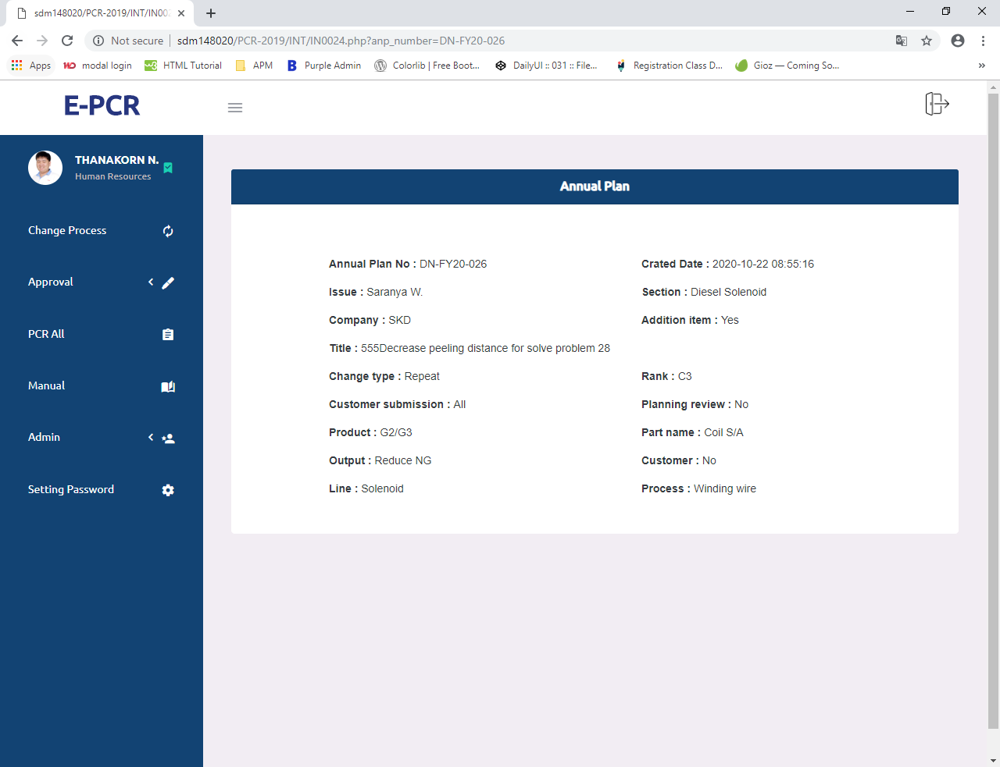 sdm148020/PCR-2019/INT/IN002
Not secure
sdm148020/PCR-2019/INT/IN0024.php?anp_number=DN-FY20-026
Apps
modal login
HTML Tutorial
APM
Purple Admin
Colorlib | Free Boot...
DailyUI :: 031 :: File...
Registration Class D...
Gioz — Coming So...
E-PCR
THANAKORN N.
Human Resources
Change Process
Approval
PCR All
Manual
Admin
Setting Password
Annual Plan
Annual Plan No : DN-FY20-026
Crated Date : 2020-10-22 08:55:16
Issue : Saranya W.
Section : Diesel Solenoid
Company : SKD
Addition item : Yes
Title : 555Decrease peeling distance for solve problem 28
Change type : Repeat
Rank : C3
Customer submission : All
Planning review : No
Product : G2/G3
Part name : Coil S/A
Output : Reduce NG
Customer : No
Line : Solenoid
Process : Winding wire